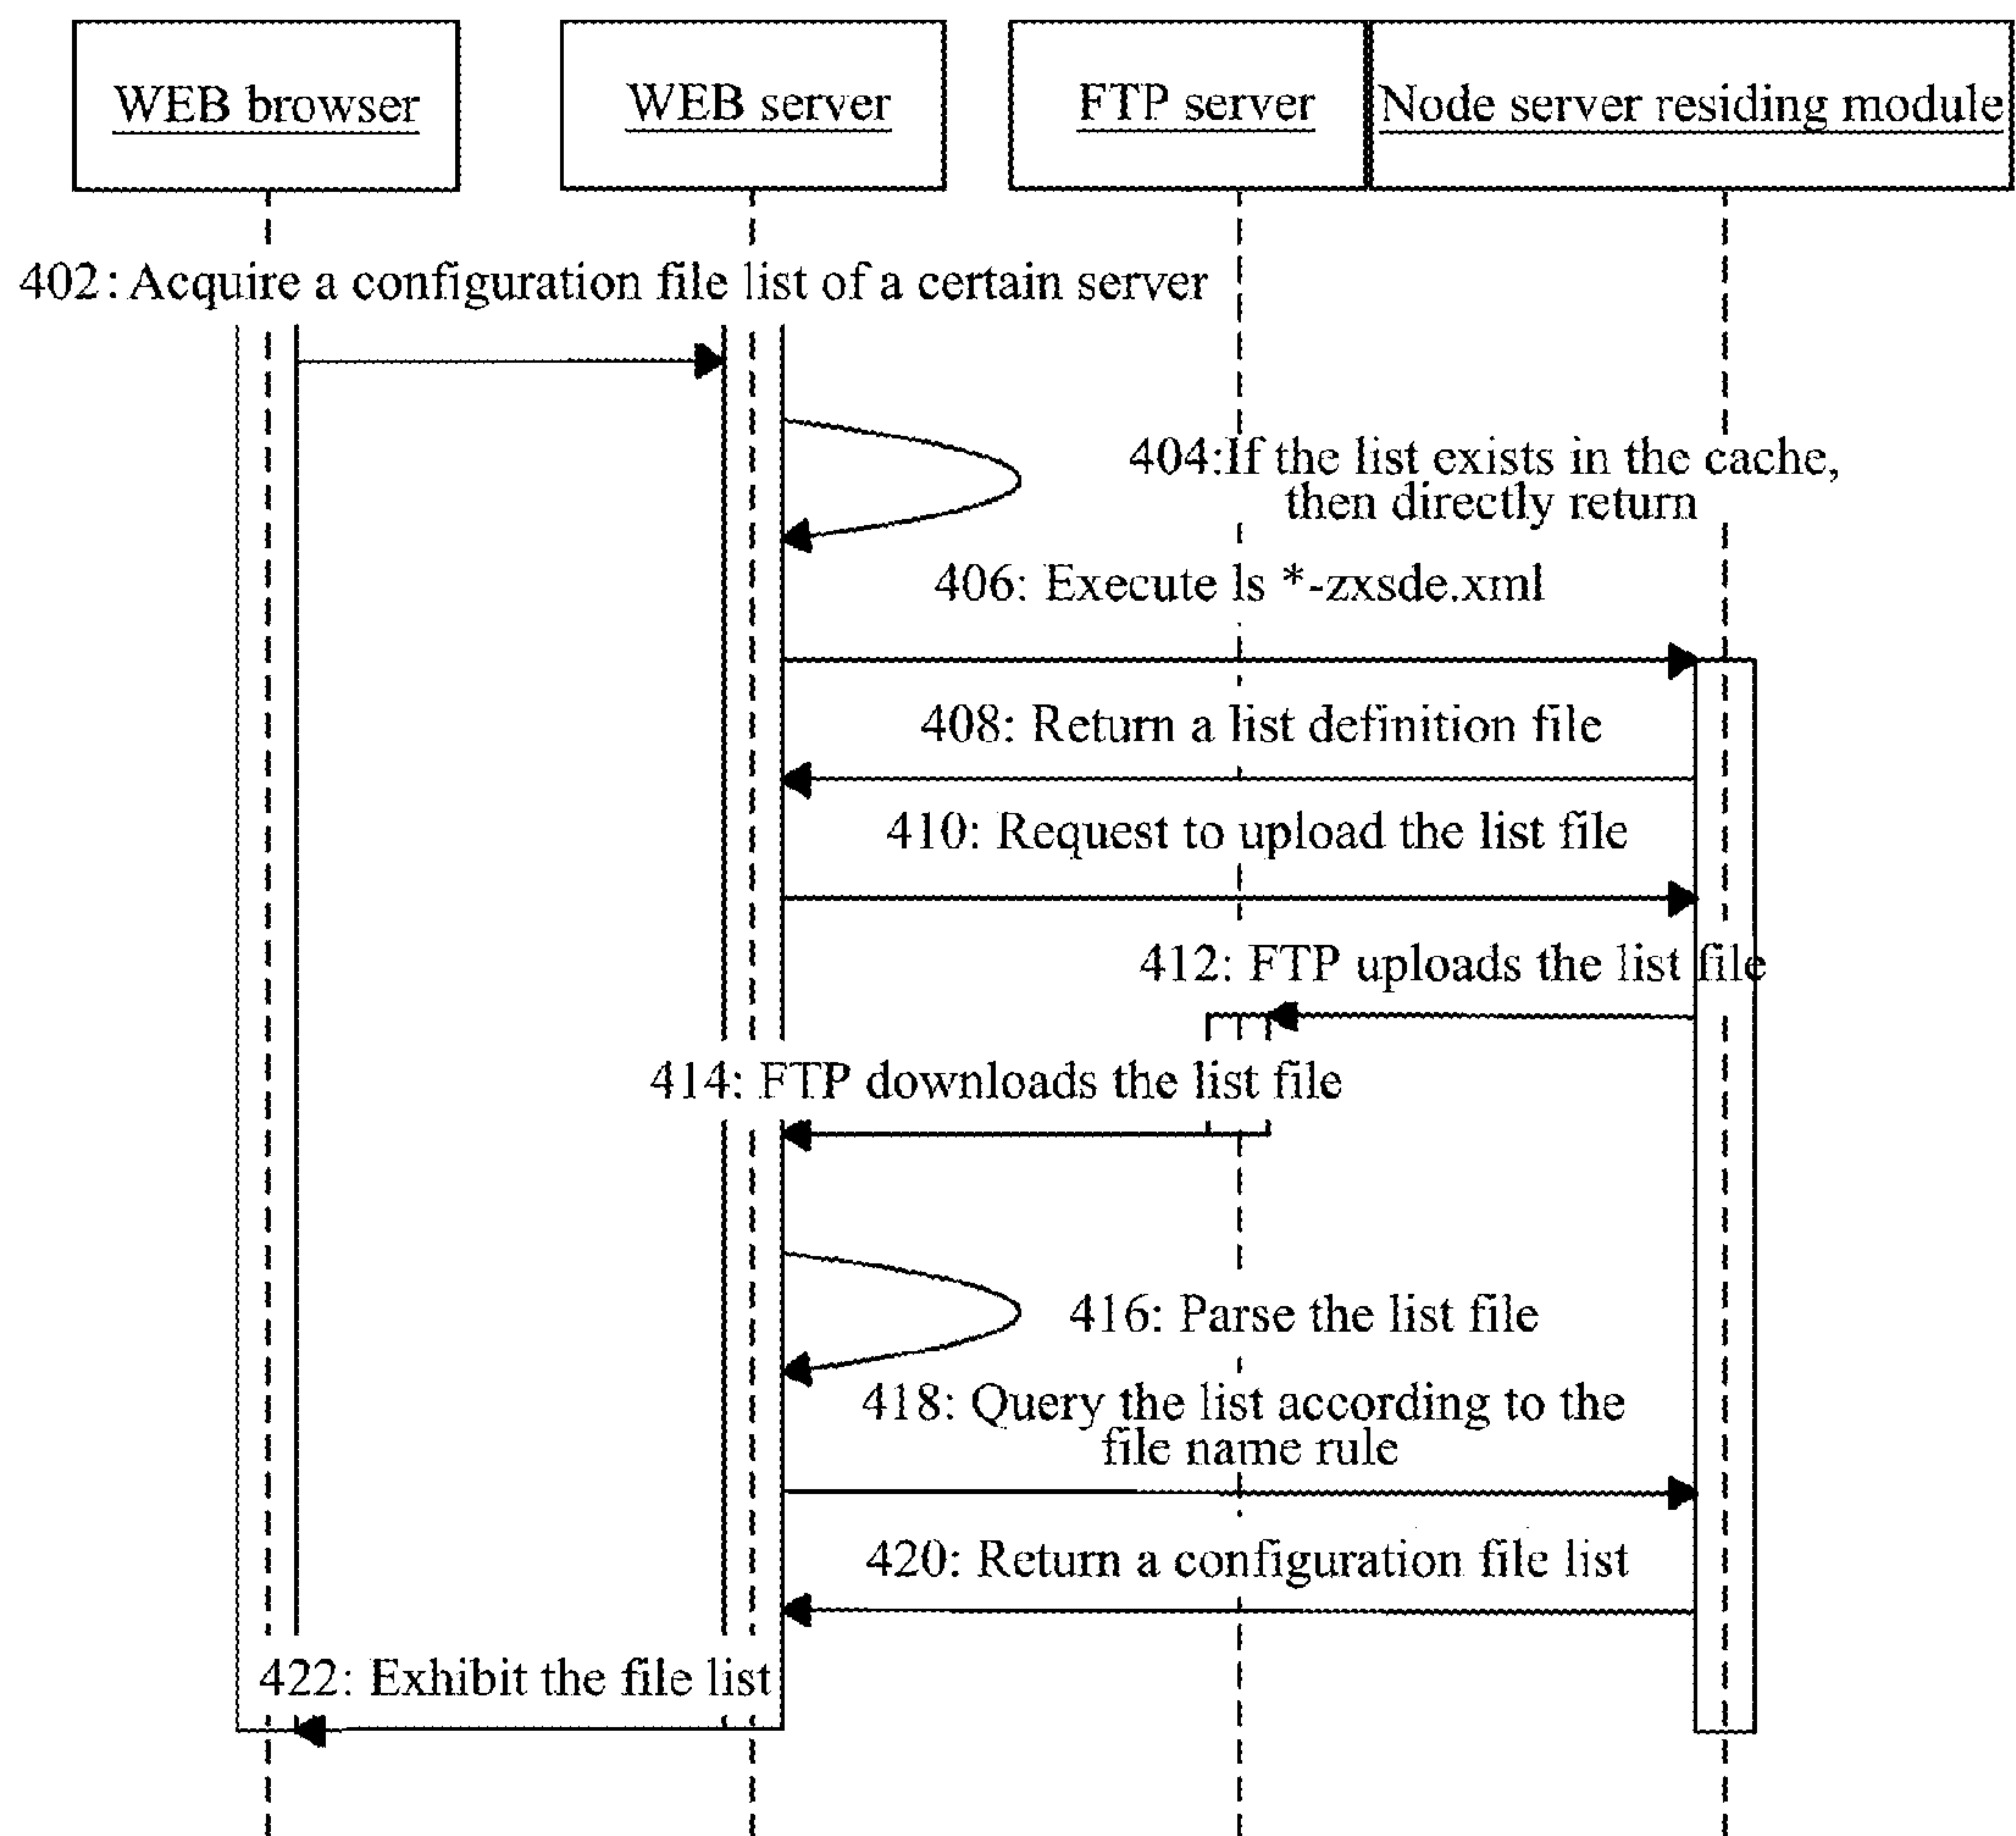 WEB browser
WEB server
FTP server
Node server residing module
402: Acquire a configuration file list of a certain server
404:If the list exists in the cache,
then directly return
406: Execute ls *-zxsde.xml
408: Return a list definition file
410: Request to upload the list file
412: FTP uploads the list file
414: FTP downloads the list file
416: Parse the list file
418: Query the list according to the
file name rule
420: Return a configuration file list
422: Exhibit the file list